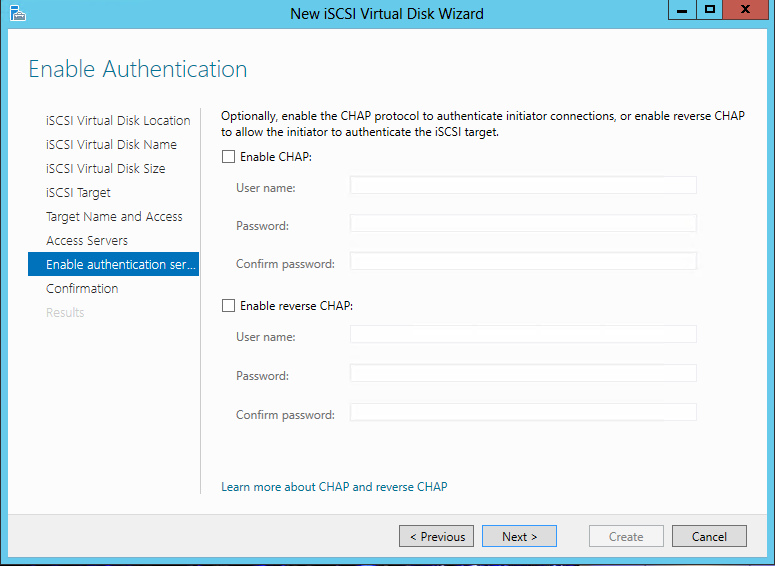 New iSCSI Virtual Disk Wizard
Enable Authentication
iSCSI Virtual Disk Location
iSCSI Virtual Disk Name
iSCSI Virtual Disk Size
iSCSI Target
Target Name and Access
Access Servers
Enable authentication ser...
Confirmation
Results
Optionally, enable the CHAP protocol to authenticate initiator connections, or enable reverse CHAP
to allow the initiator to authenticate the iSCSI target.
Enable CHAP:
User name:
Password:
Confirm password:
Enable reverse CHAP:
User name:
Password:
Confirm password:
Learn more about CHAP and reverse CHAP
< Previous
Next >
Create
Cancel